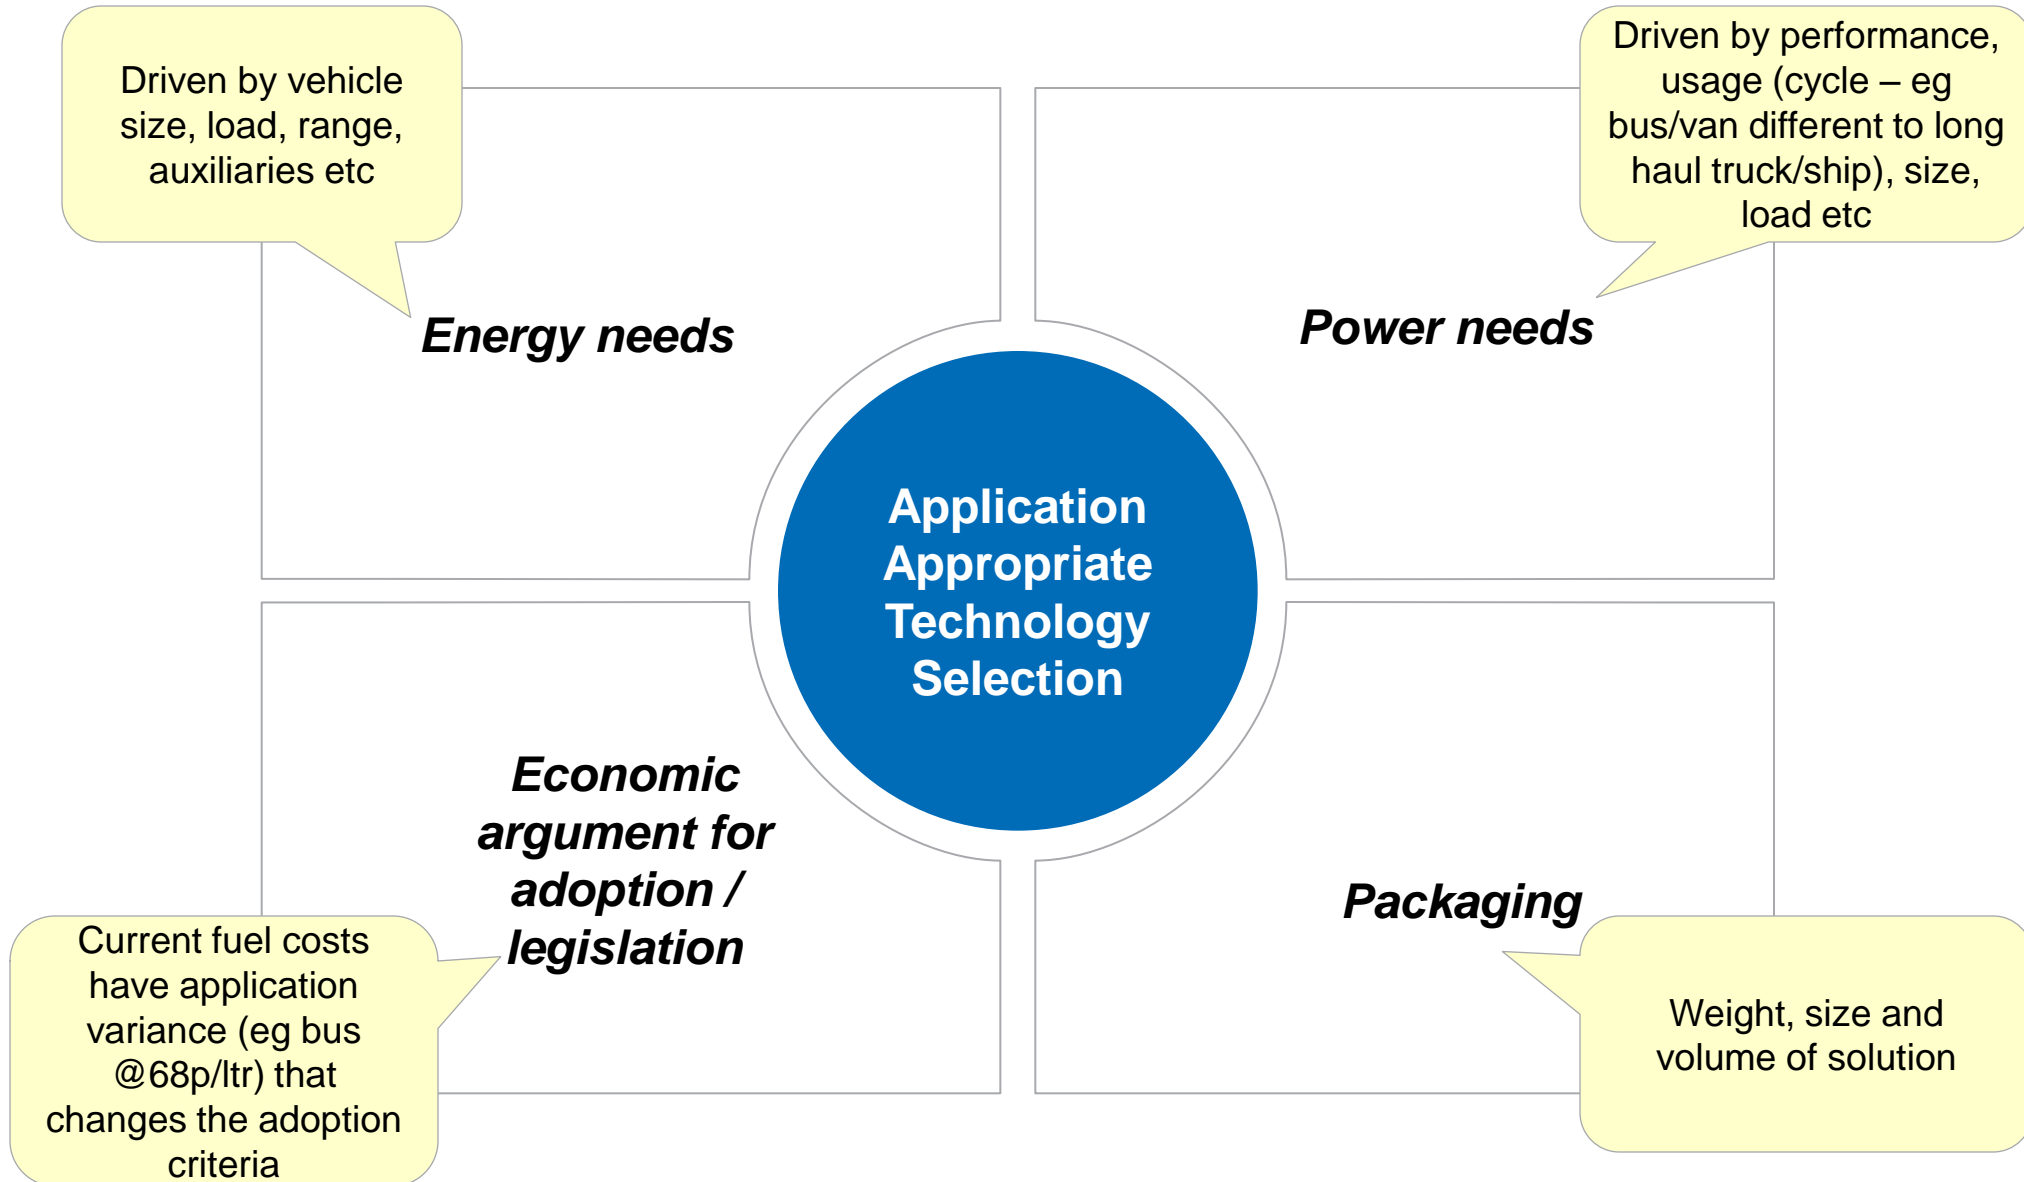 Driven by vehicle
size, load, range,
auxiliaries etc
Driven by performance,
usage (cycle – eg
bus/van different to long
haul truck/ship), size,
load etc
Energy needs
Power needs
Application
Appropriate
Technology
Selection
Economic
argument for
adoption /
legislation
Packaging
Current fuel costs
have application
variance (eg bus
@68p/ltr) that
changes the adoption
criteria
Weight, size and
volume of solution